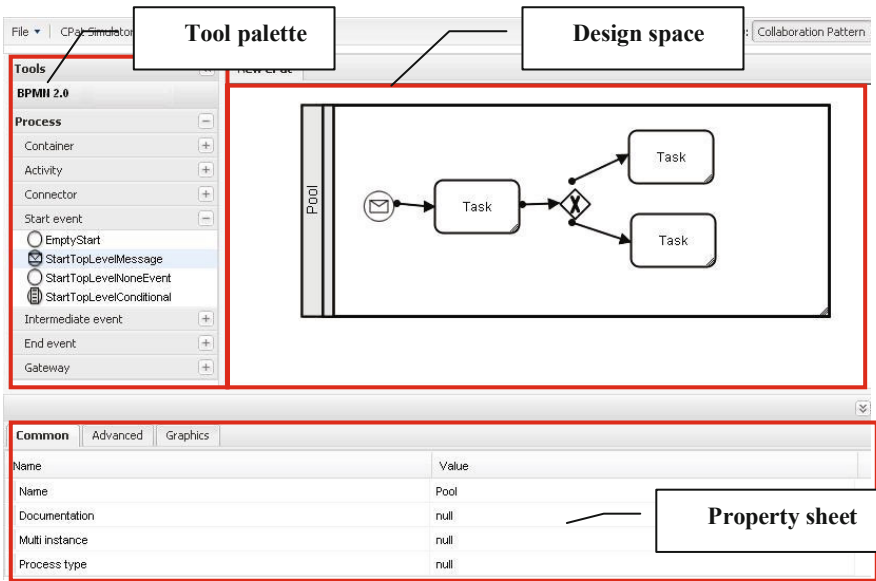 File
CPat Simulator
Tool palette
Design space
: Collaboration Pattern
Tools
BPMN 2.0
Process
Container
Activity
Connector
Start event
EmptyStart
StartTopLevelMessage
StartTopLevelNoneEvent
StartTopLevelConditional
Intermediate event
End event
Gateway
Pool
Task
Task
Task
Common Advanced Graphics
Name Value
Name Pool
Documentation null
Multi instance null
Process type null
Property sheet